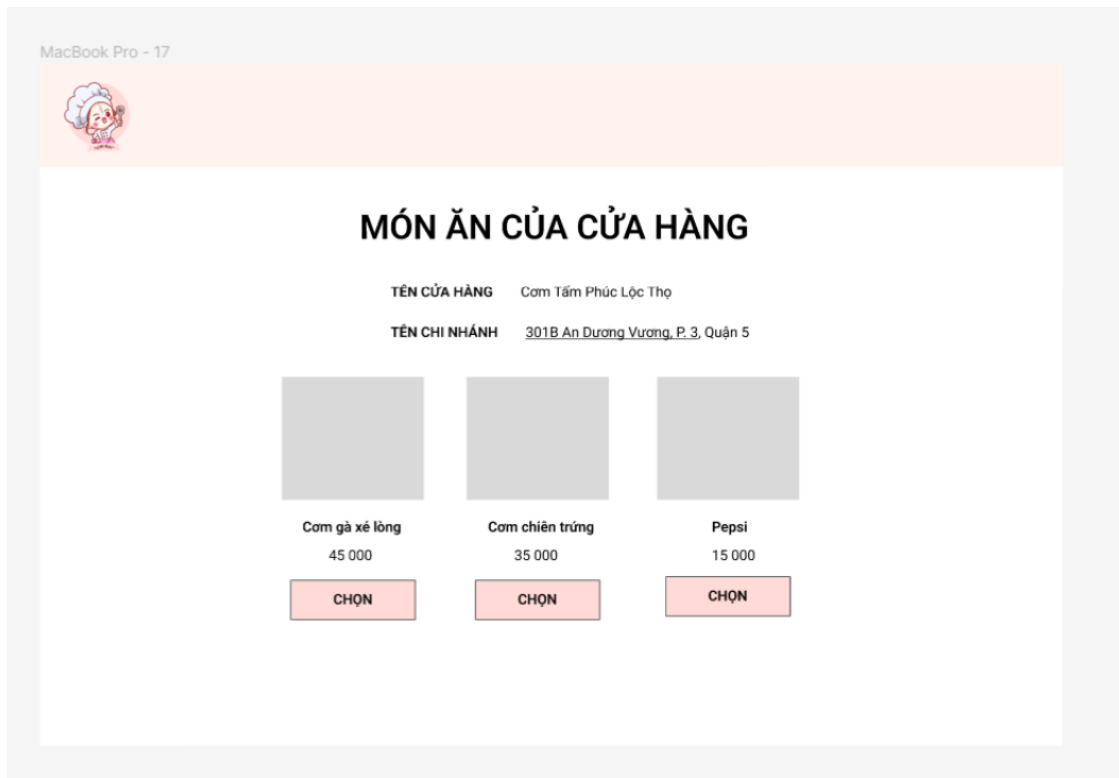 MacBook Pro - 17
MÓN ĂN CỦA CỬA HÀNG
TÊN CỬA HÀNG Cơm Tấm Phúc Lộc Thọ
TÊN CHI NHÁNH 301B An Dương Vương, P. 3, Quận 5
Cơm gà xé lòng Cơm chiên trứng Pepsi
45 000 35 000 15 000
CHỌN CHỌN CHỌN